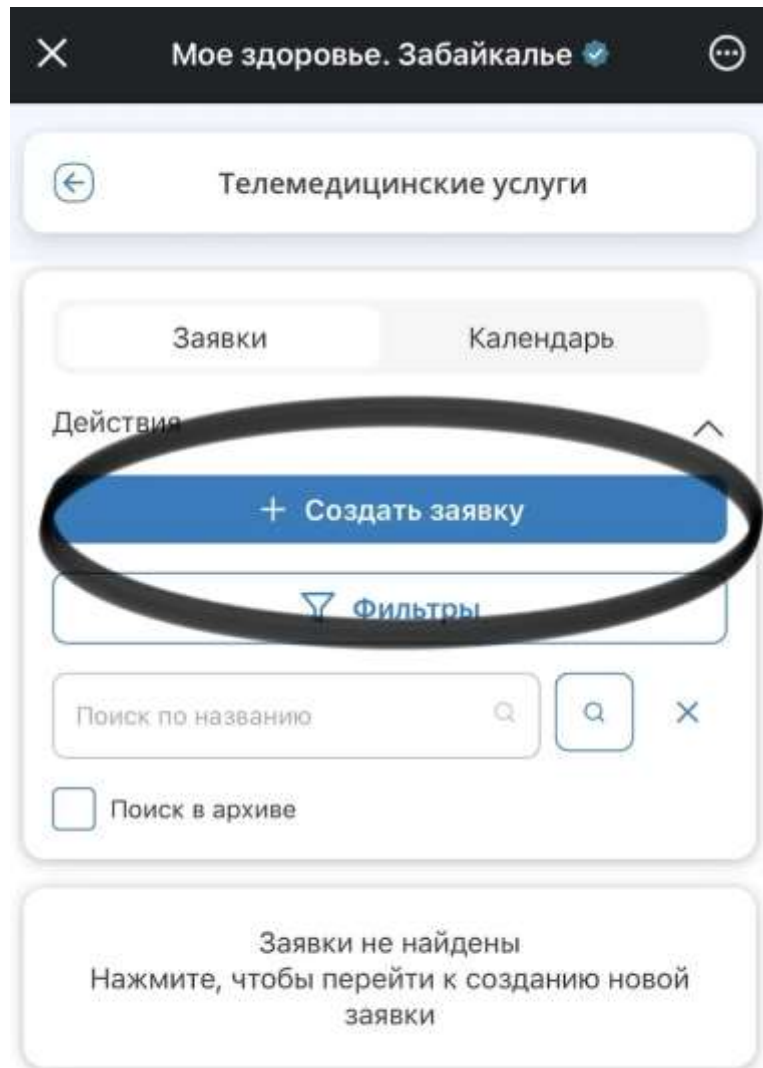 Мое здоровье. Забайкалье
Телемедицинские услуги
Заявки Календарь
Действия
+ Создать заявку
Фильтры
Поиск по названию
Поиск в архиве
Заявки не найдены
Нажмите, чтобы перейти к созданию новой
заявки